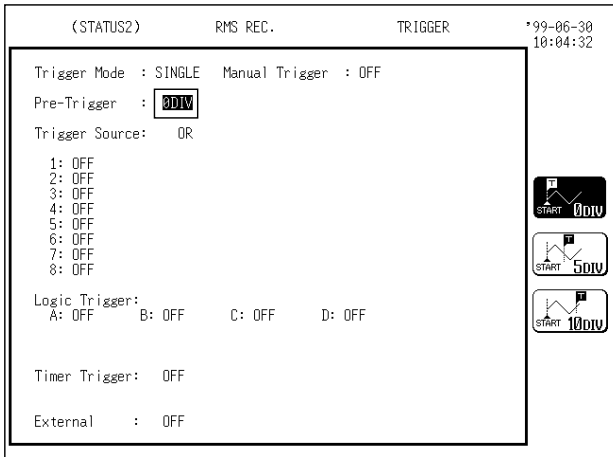 (STATUS2) RMS REC. TRIGGER '99-06-30
10:04:32
Trigger Mode : SINGLE Manual Trigger : OFF
Pre-Trigger : 0DIV
Trigger Source: OR
1: OFF
2: OFF
3: OFF
4: OFF
5: OFF
6: OFF
7: OFF
8: OFF
Logic Trigger:
A: OFF B: OFF C: OFF D: OFF
Timer Trigger: OFF
External : OFF
T
START 0DIV
T
START 5DIV
T
START 10DIV